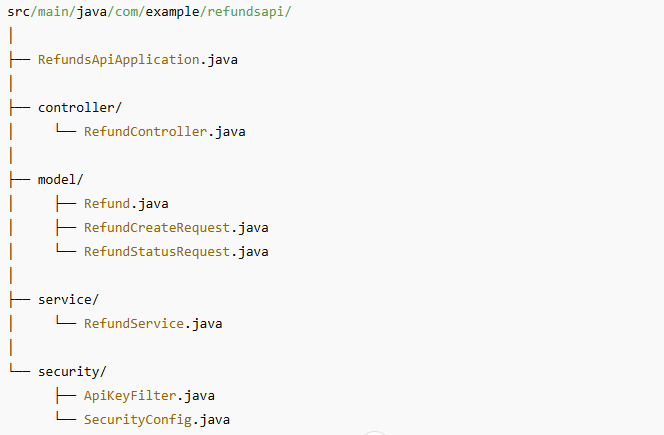 src/main/java/com/example/refundsapi/
│
├── RefundsApiApplication.java
│
├── controller/
│     └── RefundController.java
│
├── model/
│     ├── Refund.java
│     ├── RefundCreateRequest.java
│     └── RefundStatusRequest.java
│
├── service/
│     └── RefundService.java
│
└── security/
      ├── ApiKeyFilter.java
      └── SecurityConfig.java